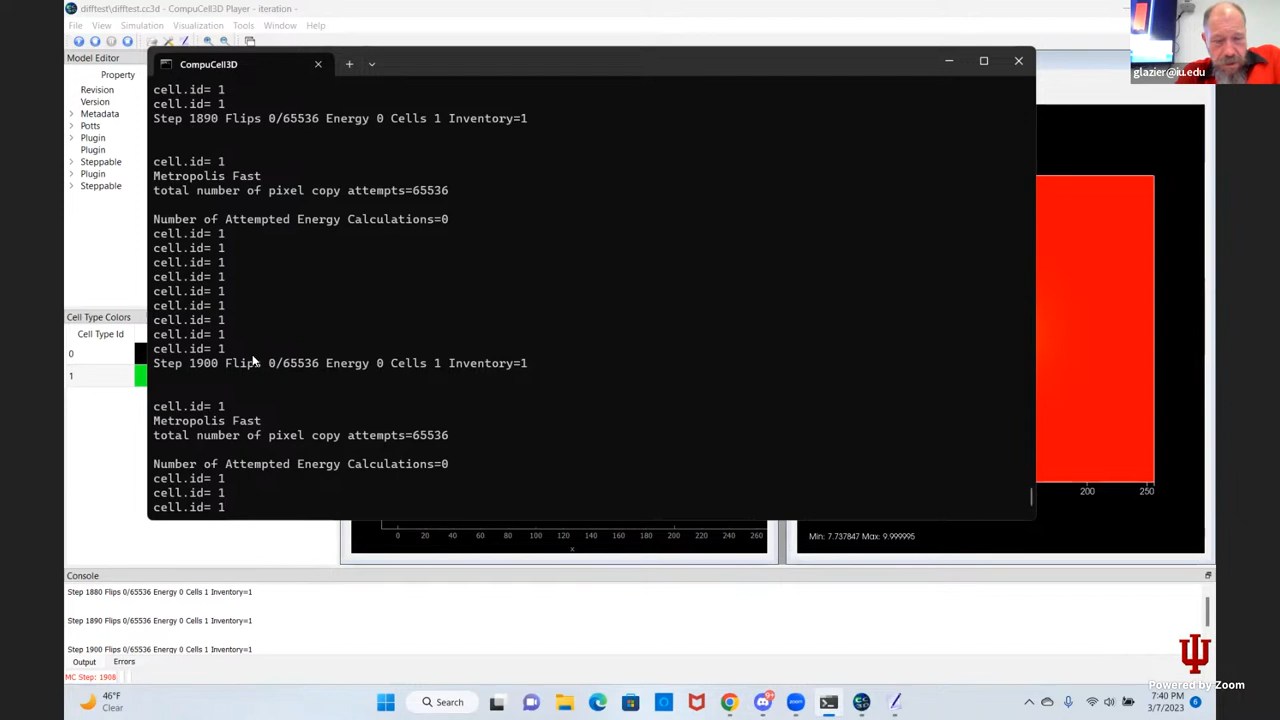 difftest\difftest.cc3d - CompuCell3D Player - iteration -
File View Simulation Visualization Tools Window Help
Model Editor
Property
Revision
Version
Metadata
Potts
Plugin
Plugin
Steppable
Plugin
Steppable
Cell Type Colors
Cell Type Id
0
1
CompuCell3D
cell.id= 1
cell.id= 1
Step 1890 Flips 0/65536 Energy 0 Cells 1 Inventory=1
cell.id= 1
Metropolis Fast
total number of pixel copy attempts=65536
Number of Attempted Energy Calculations=0
cell.id= 1
cell.id= 1
cell.id= 1
cell.id= 1
cell.id= 1
cell.id= 1
cell.id= 1
cell.id= 1
cell.id= 1
Step 1900 Flips 0/65536 Energy 0 Cells 1 Inventory=1
cell.id= 1
Metropolis Fast
total number of pixel copy attempts=65536
Number of Attempted Energy Calculations=0
cell.id= 1
cell.id= 1
cell.id= 1
glazier@iu.edu
200 250
0 20 40 60 80 100 120 140 160 180 200 220 240 260
x
Min: 7.737847 Max: 9.999995
Console
Step 1880 Flips 0/65536 Energy 0 Cells 1 Inventory=1
Step 1890 Flips 0/65536 Energy 0 Cells 1 Inventory=1
Step 1900 Flips 0/65536 Energy 0 Cells 1 Inventory=1
Output Errors
MC Step: 1908
Powered by Zoom
46°F
Clear
Search
7:40 PM
3/7/2023
6